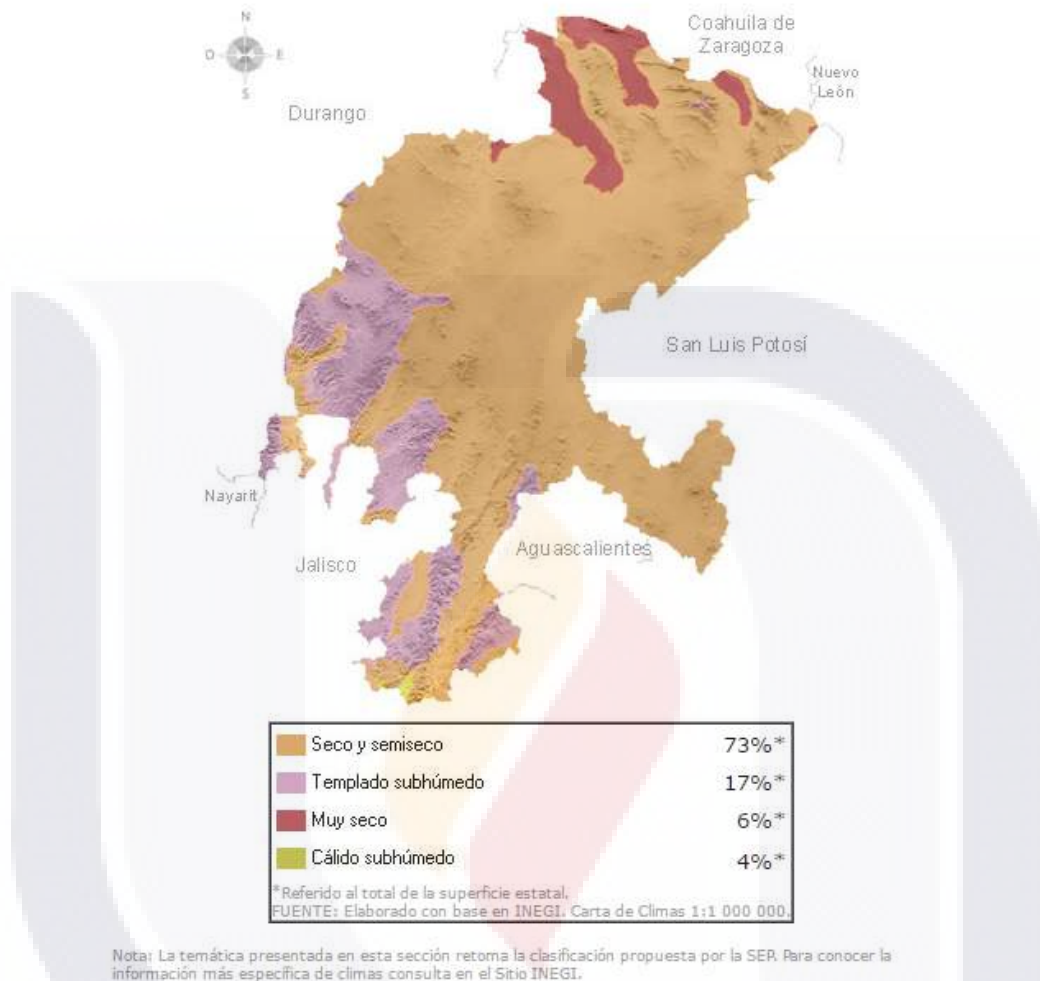 N
O E
S
Coahuila de
Zaragoza
Nuevo
León
Durango
San Luis Potosí
Nayarit
Jalisco
Aguascalientes
Seco y semiseco 73%*
Templado subhúmedo 17%*
Muy seco 6%*
Cálido subhúmedo 4%*
*Referido al total de la superficie estatal.
FUENTE: Elaborado con base en INEGI. Carta de Climas 1:1 000 000.
Nota: La temática presentada en esta sección retoma la clasificación propuesta por la SEP. Para conocer la
información más específica de climas consulta en el Sitio INEGI.